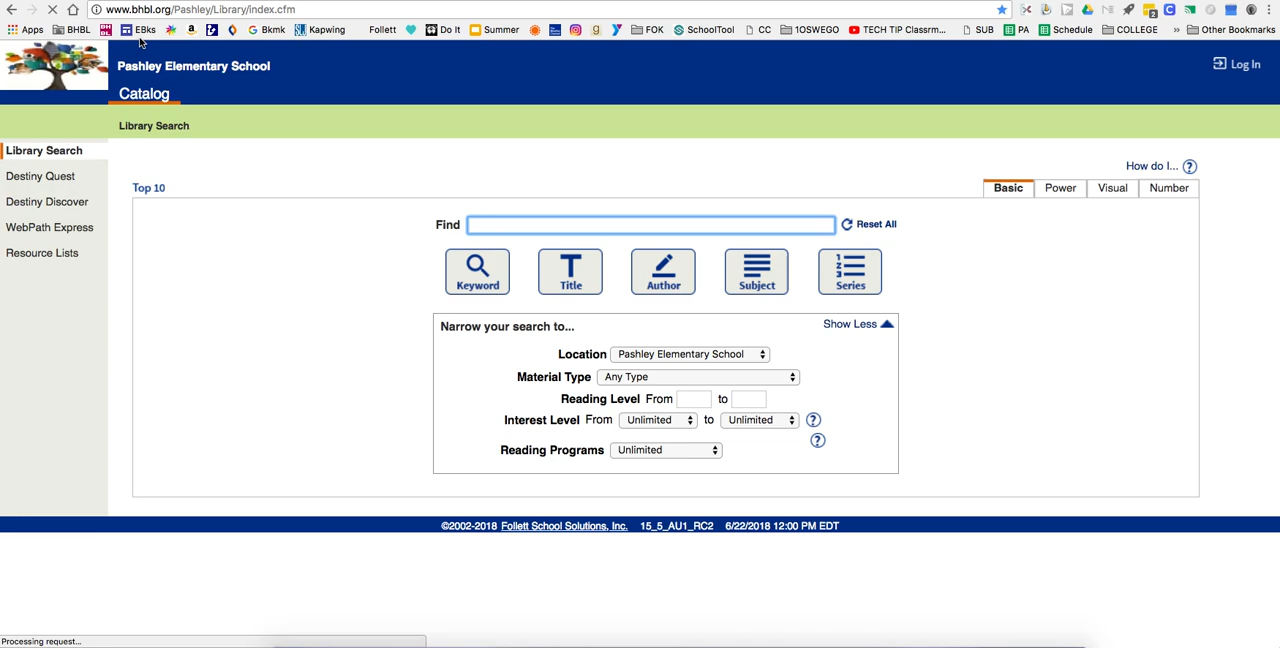 www.bhbl.org/Pashley/Library/index.cfm
Apps BHBL EBks Gbkmk Kapwing Follett Do It Summer FOK SchoolTool CC 1OSWEGO TECH TIP Classrm... SUB PA Schedule COLLEGE » Other Bookmarks
Pashley Elementary School
Log In
Catalog
Library Search
Library Search
Destiny Quest
Destiny Discover
WebPath Express
Resource Lists
How do I... ?
Top 10
Basic Power Visual Number
Find Reset All
Keyword Title Author Subject Series
Narrow your search to... Show Less
Location Pashley Elementary School
Material Type Any Type
Reading Level From to
Interest Level From Unlimited to Unlimited ?
?
Reading Programs Unlimited
©2002-2018 Follett School Solutions, Inc. 15_5_AU1_RC2 6/22/2018 12:00 PM EDT
Processing request...